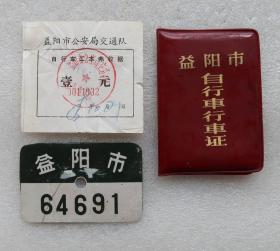 益阳市公安局交通队
自行车工本费收据
壹元
0011932
益阳市
64691
益阳市
自行车行车证